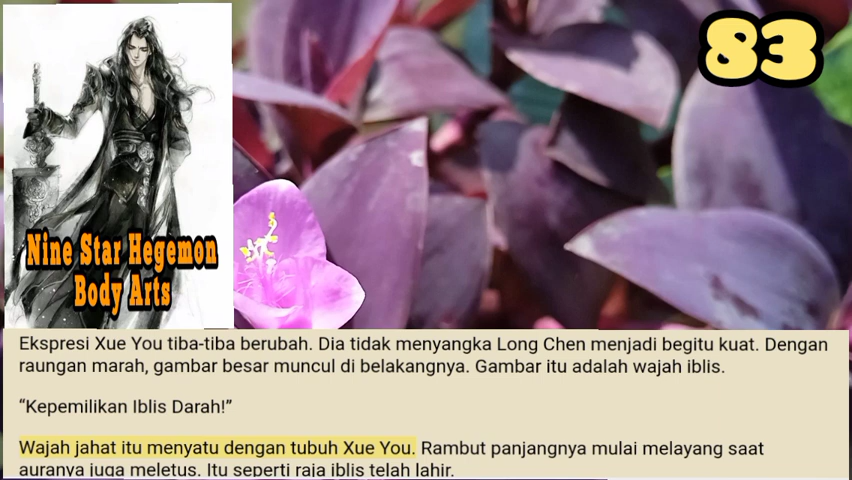 83
Nine Star Hegemon
Body Arts
Ekspresi Xue You tiba-tiba berubah. Dia tidak menyangka Long Chen menjadi begitu kuat. Dengan
raungan marah, gambar besar muncul di belakangnya. Gambar itu adalah wajah iblis.
“Kepemilikan Iblis Darah!”
Wajah jahat itu menyatu dengan tubuh Xue You. Rambut panjangnya mulai melayang saat
auranya juga meletus. Itu seperti raja iblis telah lahir.